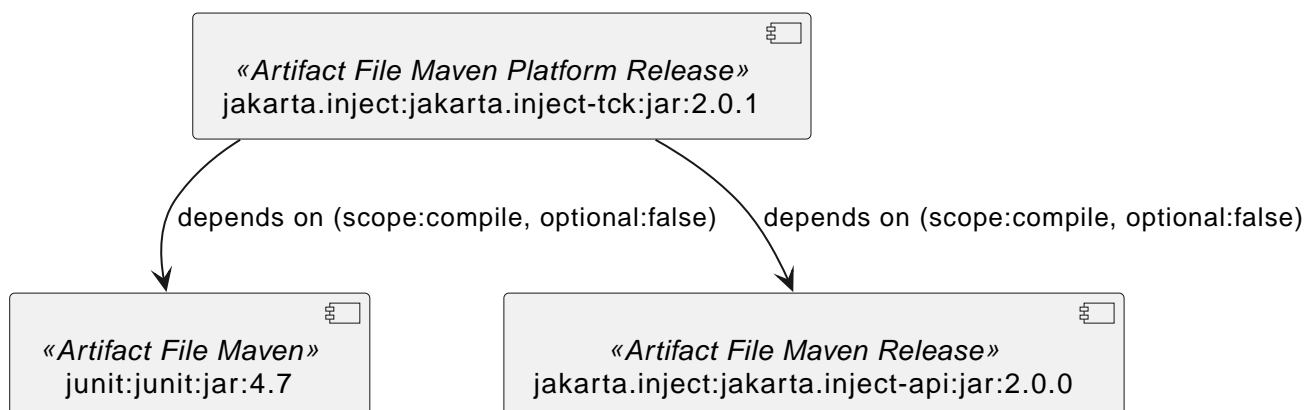 «Artifact File Maven Platform Release»
jakarta.inject:jakarta.inject-tck:jar:2.0.1
depends on (scope:compile, optional:false)
depends on (scope:compile, optional:false)
«Artifact File Maven»
junit:junit:jar:4.7
«Artifact File Maven Release»
jakarta.inject:jakarta.inject-api:jar:2.0.0